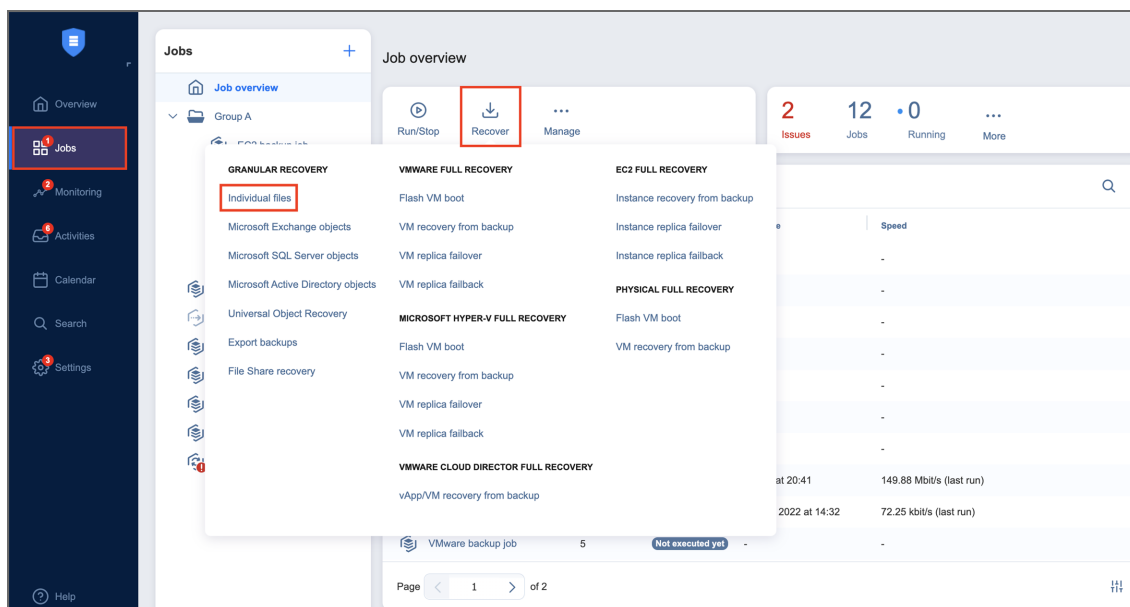 Overview
1
Jobs
2
Monitoring
6
Activities
Calendar
Search
3
Settings
Help
Jobs
+
Job overview
Group A
EC2 backup job
Job overview
Run/Stop
Recover
Manage
2
Issues
12
Jobs
0
Running
More
GRANULAR RECOVERY
Individual files
Microsoft Exchange objects
Microsoft SQL Server objects
Microsoft Active Directory objects
Universal Object Recovery
Export backups
File Share recovery
VMWARE FULL RECOVERY
Flash VM boot
VM recovery from backup
VM replica failover
VM replica failback
MICROSOFT HYPER-V FULL RECOVERY
Flash VM boot
VM recovery from backup
VM replica failover
VM replica failback
VMWARE CLOUD DIRECTOR FULL RECOVERY
vApp/VM recovery from backup
EC2 FULL RECOVERY
Instance recovery from backup
Instance replica failover
Instance replica failback
PHYSICAL FULL RECOVERY
Flash VM boot
VM recovery from backup
e Speed
-
-
-
-
-
-
-
at 20:41 149.88 Mbit/s (last run)
2022 at 14:32 72.25 kbit/s (last run)
VMware backup job 5 Not executed yet - -
Page 1 of 2